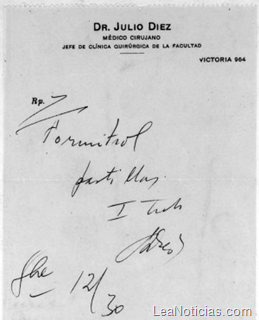 DR. JULIO DIEZ
MÉDICO CIRUJANO
JEFE DE CLÍNICA QUIRÚRGICA DE LA FACULTAD
VICTORIA 964
Rp.
Formitrol
pastillas
I Tubo
12/30
LeaNoticias.com